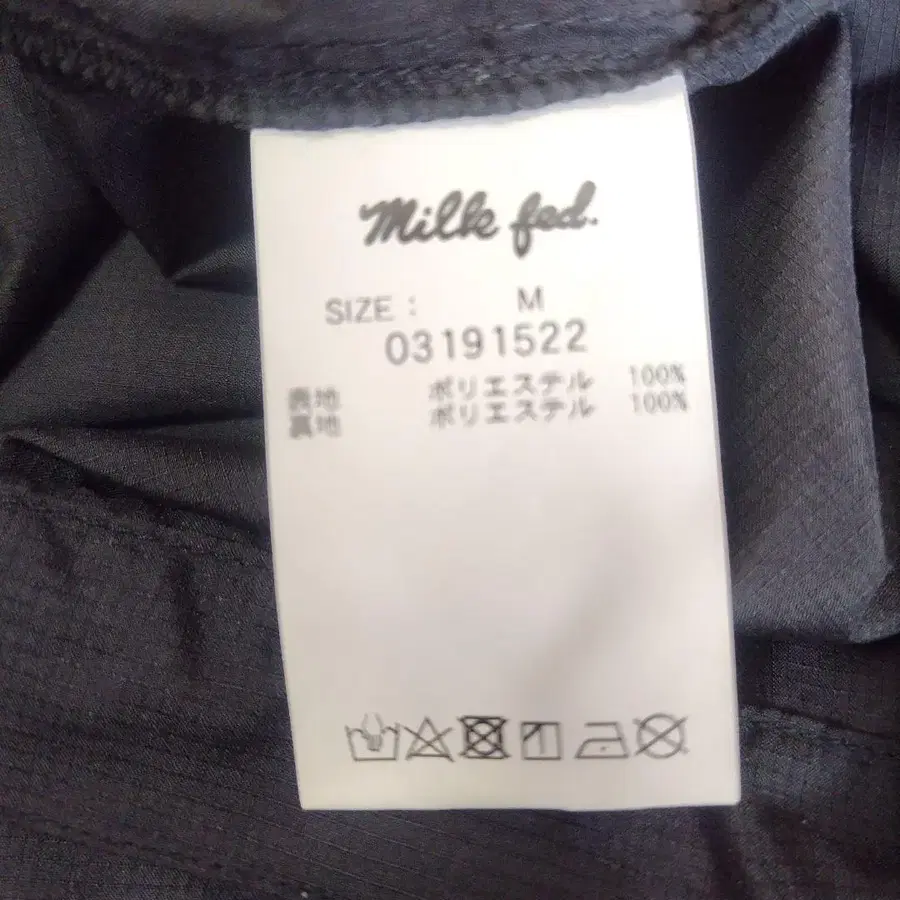 Milk fed.
SIZE : M
03191522
表地 ポリエステル 100%
裏地 ポリエステル 100%